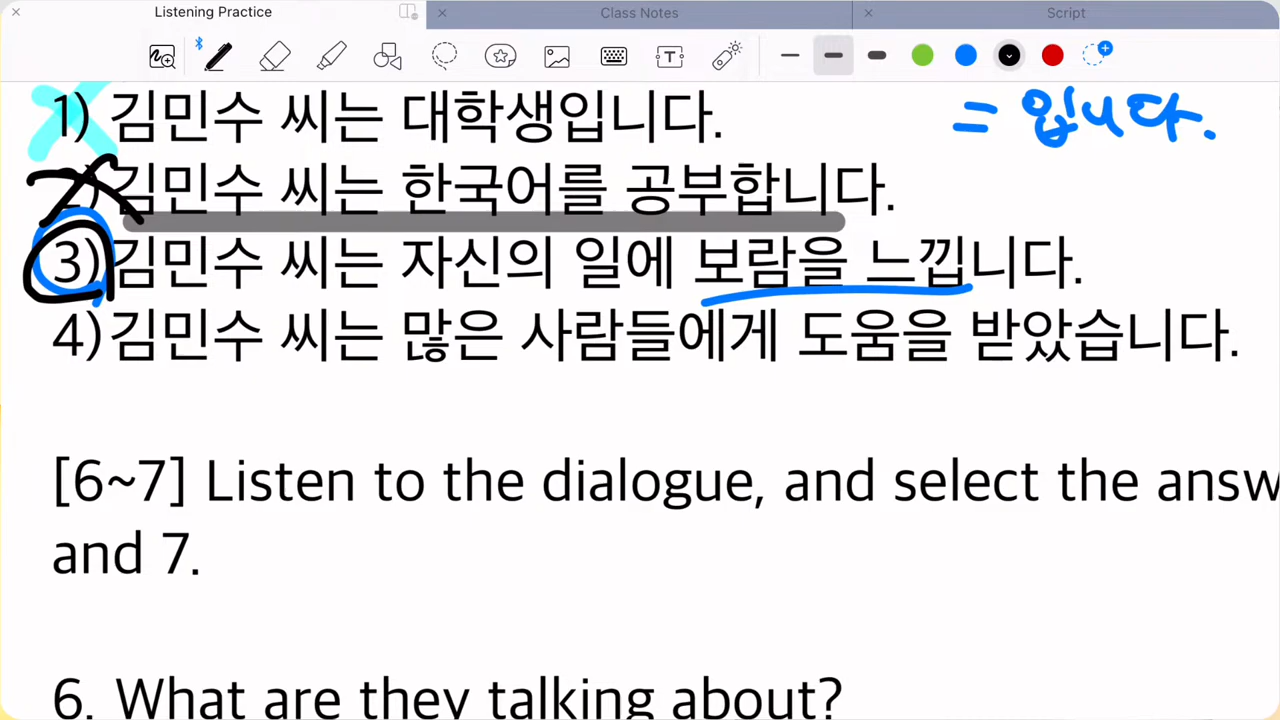 Listening Practice
Class Notes
Script
1) 김민수 씨는 대학생입니다.
= 입니다.
2) 김민수 씨는 한국어를 공부합니다.
3) 김민수 씨는 자신의 일에 보람을 느낍니다.
4) 김민수 씨는 많은 사람들에게 도움을 받았습니다.
[6~7] Listen to the dialogue, and select the answ
and 7.
6. What are they talking about?